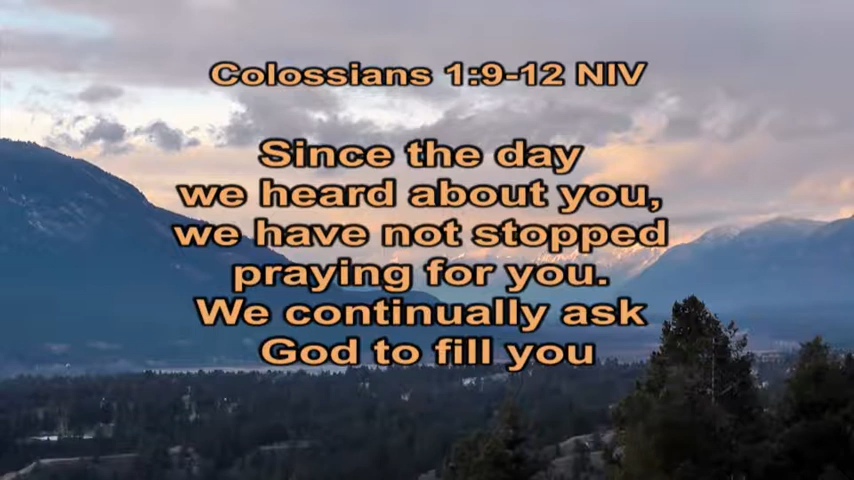 Colossians 1:9-12 NIV
Since the day
we heard about you,
we have not stopped
praying for you.
We continually ask
God to fill you